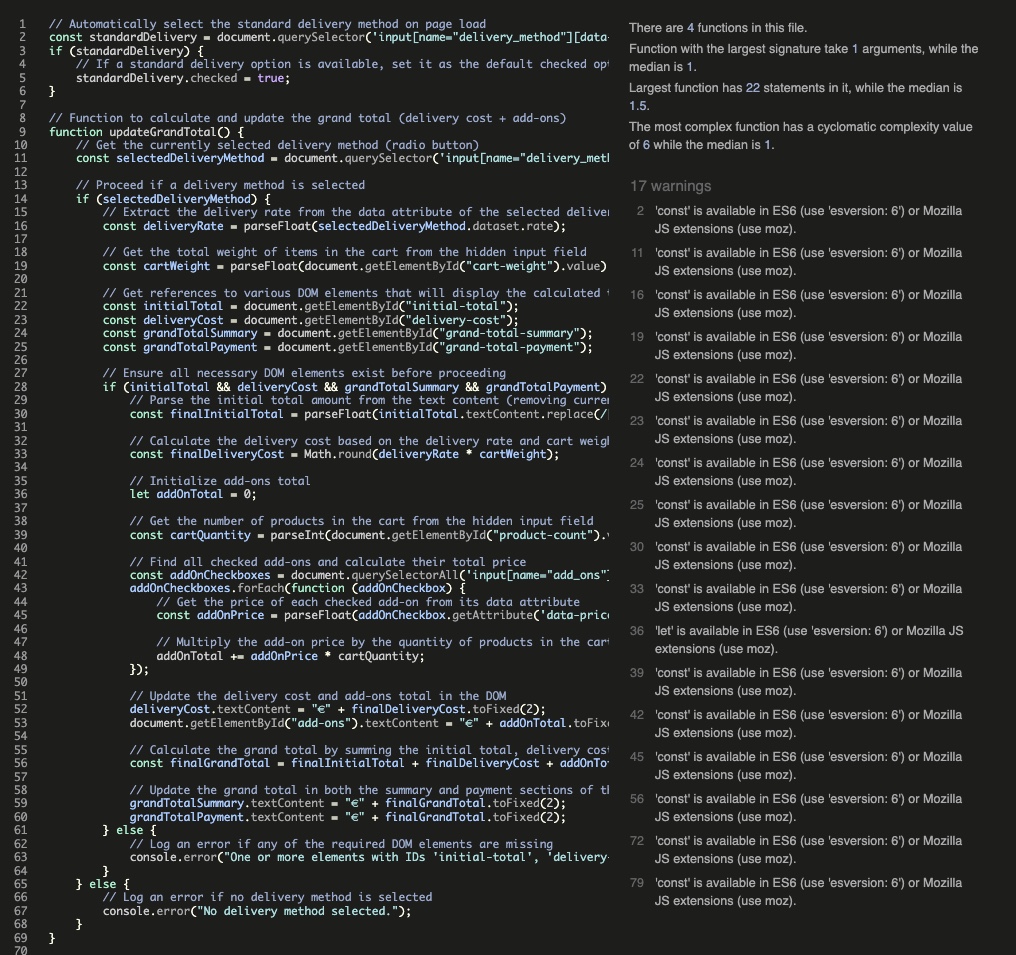 1 // Automatically select the standard delivery method on page load
2 const standardDelivery = document.querySelector('input[name="delivery_method"][data-
3 if (standardDelivery) {
4 // If a standard delivery option is available, set it as the default checked op
5 standardDelivery.checked = true;
6 }
7
8 // Function to calculate and update the grand total (delivery cost + add-ons)
9 function updateGrandTotal() {
10 // Get the currently selected delivery method (radio button)
11 const selectedDeliveryMethod = document.querySelector('input[name="delivery_met
12
13 // Proceed if a delivery method is selected
14 if (selectedDeliveryMethod) {
15 // Extract the delivery rate from the data attribute of the selected delive
16 const deliveryRate = parseFloat(selectedDeliveryMethod.dataset.rate);
17
18 // Get the total weight of items in the cart from the hidden input field
19 const cartWeight = parseFloat(document.getElementById("cart-weight").value)
20
21 // Get references to various DOM elements that will display the calculated
22 const initialTotal = document.getElementById("initial-total");
23 const deliveryCost = document.getElementById("delivery-cost");
24 const grandTotalSummary = document.getElementById("grand-total-summary");
25 const grandTotalPayment = document.getElementById("grand-total-payment");
26
27 // Ensure all necessary DOM elements exist before proceeding
28 if (initialTotal && deliveryCost && grandTotalSummary && grandTotalPayment)
29 // Parse the initial total amount from the text content (removing curre
30 const finalInitialTotal = parseFloat(initialTotal.textContent.replace(/
31
32 // Calculate the delivery cost based on the delivery rate and cart weig
33 const finalDeliveryCost = Math.round(deliveryRate * cartWeight);
34
35 // Initialize add-ons total
36 let addOnTotal = 0;
37
38 // Get the number of products in the cart from the hidden input field
39 const cartQuantity = parseInt(document.getElementById("product-count").
40
41 // Find all checked add-ons and calculate their total price
42 const addOnCheckboxes = document.querySelectorAll('input[name="add_ons"]
43 addOnCheckboxes.forEach(function (addOnCheckbox) {
44 // Get the price of each checked add-on from its data attribute
45 const addOnPrice = parseFloat(addOnCheckbox.getAttribute('data-pric
46
47 // Multiply the add-on price by the quantity of products in the car
48 addOnTotal += addOnPrice * cartQuantity;
49 });
50
51 // Update the delivery cost and add-ons total in the DOM
52 deliveryCost.textContent = "€" + finalDeliveryCost.toFixed(2);
53 document.getElementById("add-ons").textContent = "€" + addOnTotal.toFix
54
55 // Calculate the grand total by summing the initial total, delivery cos
56 const finalGrandTotal = finalInitialTotal + finalDeliveryCost + addOnTo
57
58 // Update the grand total in both the summary and payment sections of t
59 grandTotalSummary.textContent = "€" + finalGrandTotal.toFixed(2);
60 grandTotalPayment.textContent = "€" + finalGrandTotal.toFixed(2);
61 } else {
62 // Log an error if any of the required DOM elements are missing
63 console.error("One or more elements with IDs 'initial-total', 'delivery-
64 }
65 } else {
66 // Log an error if no delivery method is selected
67 console.error("No delivery method selected.");
68 }
69 }
70
There are 4 functions in this file.
Function with the largest signature take 1 arguments, while the
median is 1.
Largest function has 22 statements in it, while the median is
1.5.
The most complex function has a cyclomatic complexity value
of 6 while the median is 1.
17 warnings
2 'const' is available in ES6 (use 'esversion: 6') or Mozilla
JS extensions (use moz).
11 'const' is available in ES6 (use 'esversion: 6') or Mozilla
JS extensions (use moz).
16 'const' is available in ES6 (use 'esversion: 6') or Mozilla
JS extensions (use moz).
19 'const' is available in ES6 (use 'esversion: 6') or Mozilla
JS extensions (use moz).
22 'const' is available in ES6 (use 'esversion: 6') or Mozilla
JS extensions (use moz).
23 'const' is available in ES6 (use 'esversion: 6') or Mozilla
JS extensions (use moz).
24 'const' is available in ES6 (use 'esversion: 6') or Mozilla
JS extensions (use moz).
25 'const' is available in ES6 (use 'esversion: 6') or Mozilla
JS extensions (use moz).
30 'const' is available in ES6 (use 'esversion: 6') or Mozilla
JS extensions (use moz).
33 'const' is available in ES6 (use 'esversion: 6') or Mozilla
JS extensions (use moz).
36 'let' is available in ES6 (use 'esversion: 6') or Mozilla JS
extensions (use moz).
39 'const' is available in ES6 (use 'esversion: 6') or Mozilla
JS extensions (use moz).
42 'const' is available in ES6 (use 'esversion: 6') or Mozilla
JS extensions (use moz).
45 'const' is available in ES6 (use 'esversion: 6') or Mozilla
JS extensions (use moz).
56 'const' is available in ES6 (use 'esversion: 6') or Mozilla
JS extensions (use moz).
72 'const' is available in ES6 (use 'esversion: 6') or Mozilla
JS extensions (use moz).
79 'const' is available in ES6 (use 'esversion: 6') or Mozilla
JS extensions (use moz).